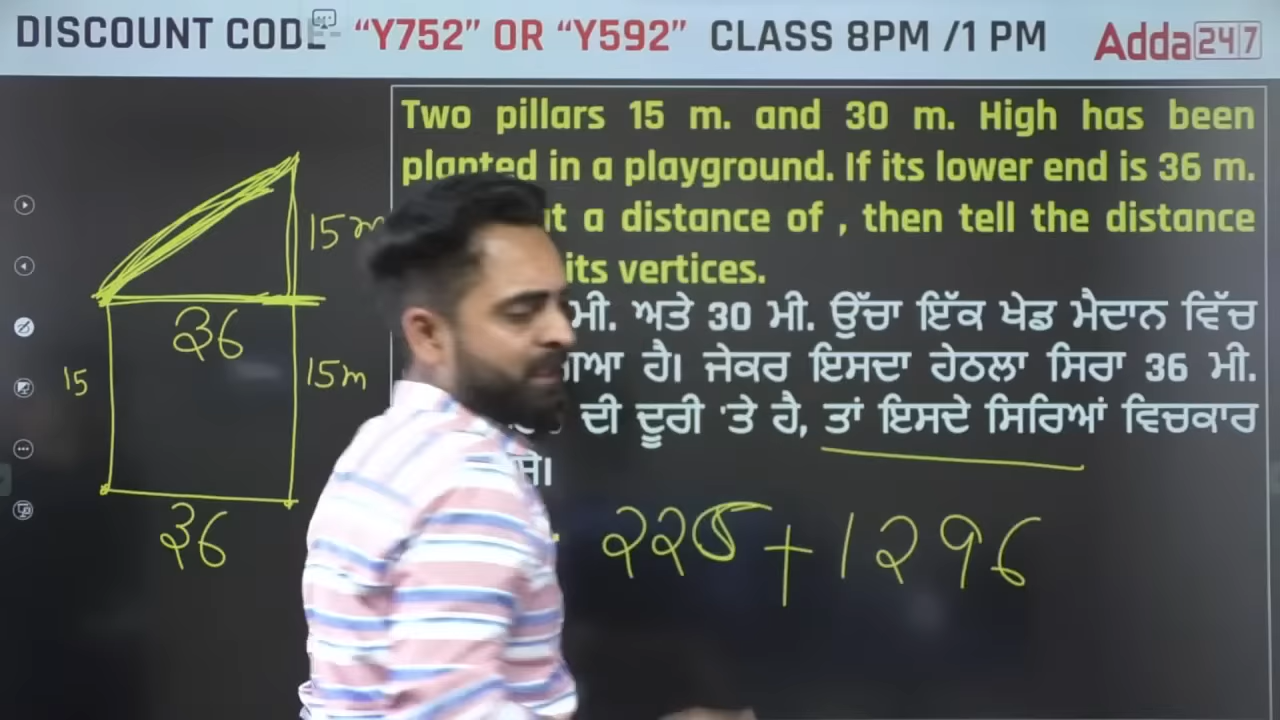 DISCOUNT CODE “Y752” OR “Y592” CLASS 8PM /1 PM
Adda247
Two pillars 15 m. and 30 m. High has been
planted in a playground. If its lower end is 36 m.
a distance of , then tell the distance
its vertices.
ਮੀ. ਅਤੇ 30 ਮੀ. ਉੱਚਾ ਇੱਕ ਖੇਡ ਮੈਦਾਨ ਵਿੱਚ
ਹੈ। ਜੇਕਰ ਇਸਦਾ ਹੇਠਲਾ ਸਿਰਾ 36 ਮੀ.
ਦੀ ਦੂਰੀ 'ਤੇ ਹੈ, ਤਾਂ ਇਸਦੇ ਸਿਰਿਆਂ ਵਿਚਕਾਰ
15m
36
15
15m
36
225+1296